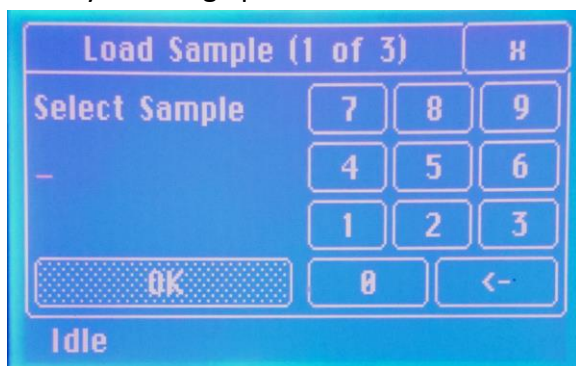 Load Sample (1 of 3) X
Select Sample 7 8 9
_ 4 5 6
1 2 3
OK 0 <-
Idle